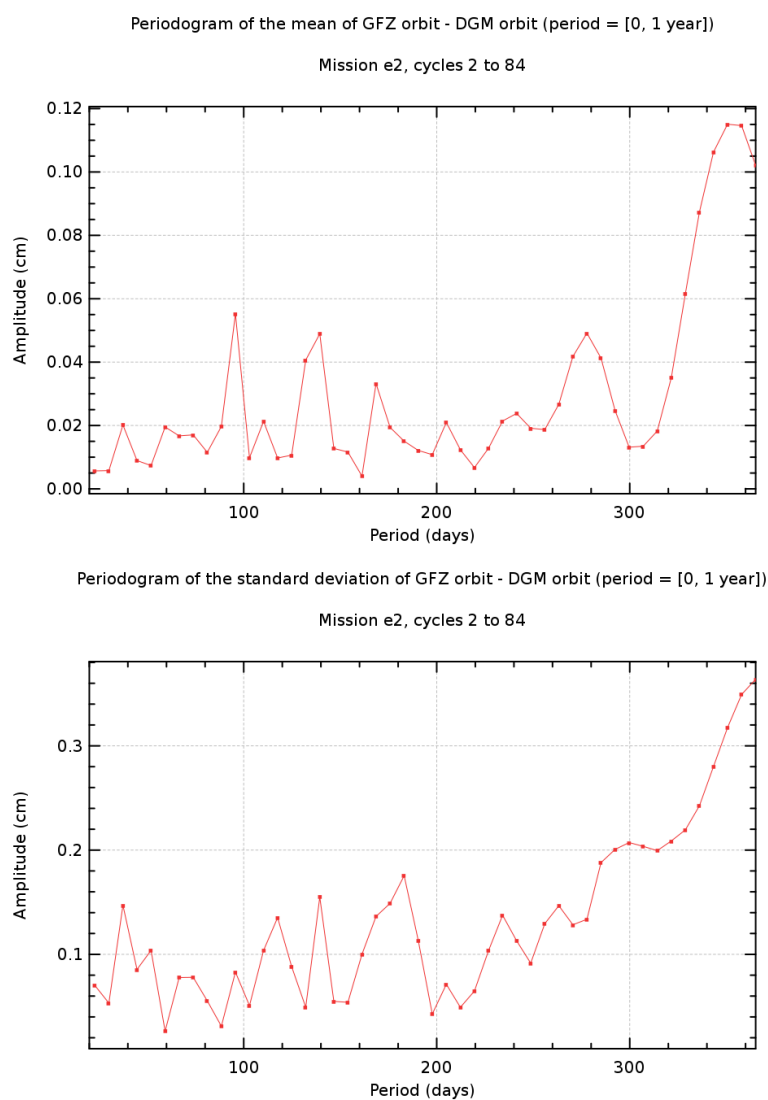 Periodogram of the mean of GFZ orbit - DGM orbit (period = [0, 1 year])
Mission e2, cycles 2 to 84
0.12
0.10
0.08
0.06
0.04
0.02
0.00
Amplitude (cm)
100 200 300
Period (days)
Periodogram of the standard deviation of GFZ orbit - DGM orbit (period = [0, 1 year])
Mission e2, cycles 2 to 84
0.3
0.2
0.1
Amplitude (cm)
100 200 300
Period (days)